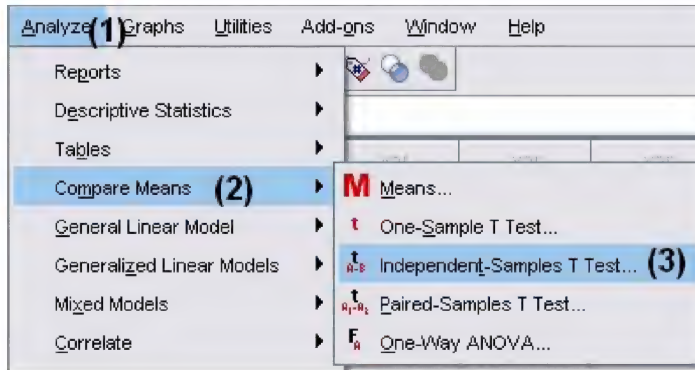 Analyze(1) Graphs Utilities Add-ons Window Help
Reports
Descriptive Statistics
Tables
Compare Means (2)
General Linear Model
Generalized Linear Models
Mixed Models
Correlate
M Means...
t One-Sample T Test...
t A-B Independent-Samples T Test... (3)
t A₁-A₂ Paired-Samples T Test...
F A One-Way ANOVA...